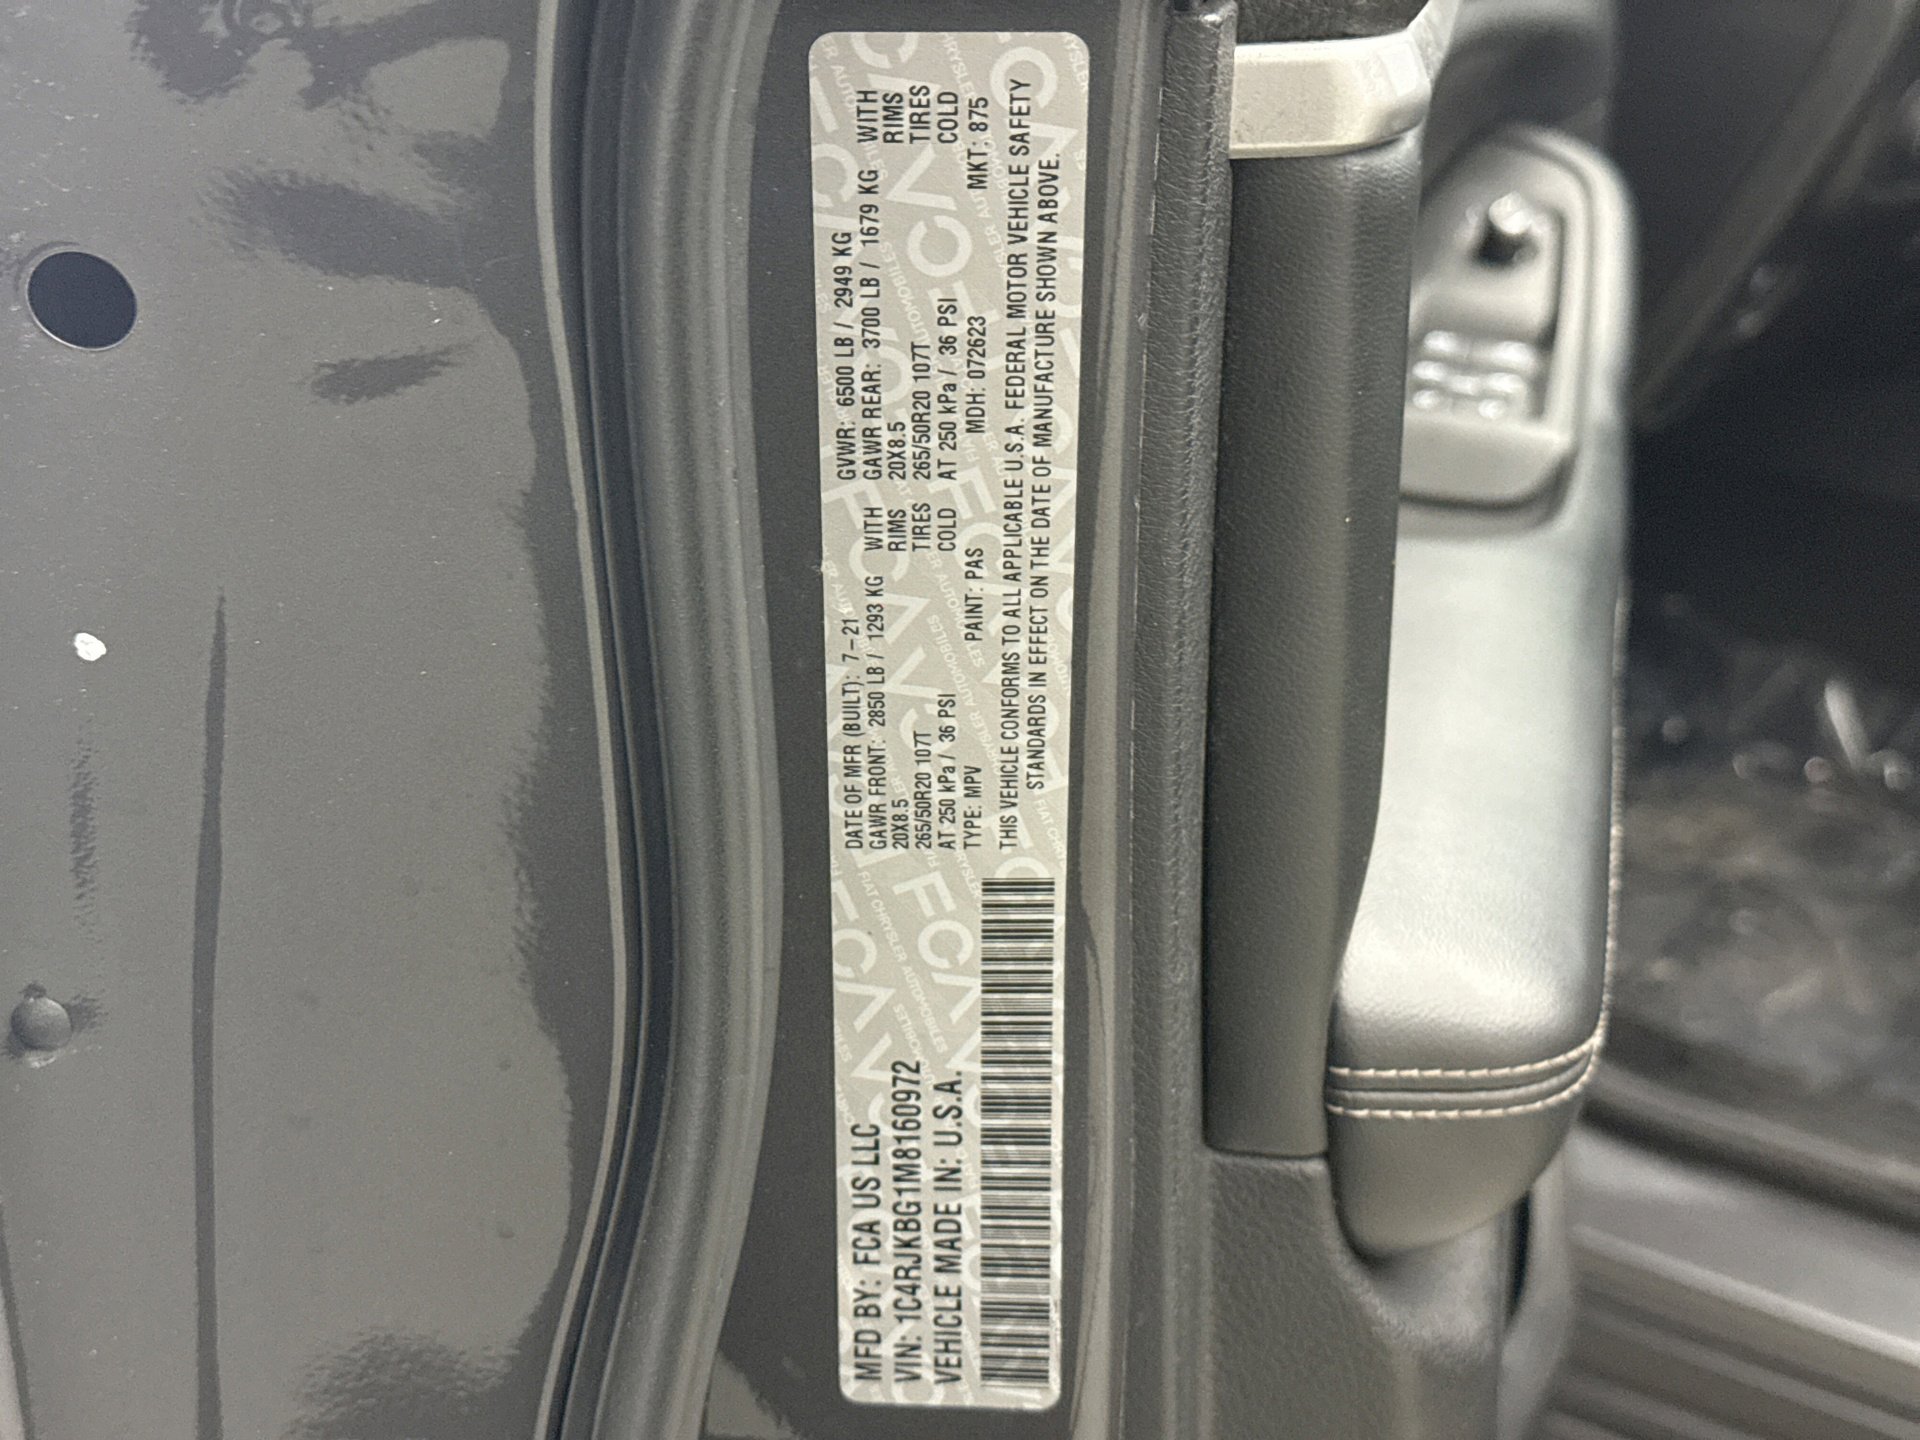 MFD BY: FCA US LLC
VIN: 1C4RJKBG1M8160972
VEHICLE MADE IN: U.S.A.
DATE OF MFR (BUILT): 7-21 GVWR: 6500 LB / 2949 KG
GAWR FRONT: 2850 LB / 1293 KG WITH GAWR REAR: 3700 LB / 1679 KG WITH
20X8.5 RIMS 20X8.5 RIMS
265/50R20 107T TIRES 265/50R20 107T TIRES
AT 250 kPa / 36 PSI COLD AT 250 kPa / 36 PSI COLD
TYPE: MPV PAINT: PAS MDH: 072623 MKT: 875
THIS VEHICLE CONFORMS TO ALL APPLICABLE U.S.A. FEDERAL MOTOR VEHICLE SAFETY
STANDARDS IN EFFECT ON THE DATE OF MANUFACTURE SHOWN ABOVE.